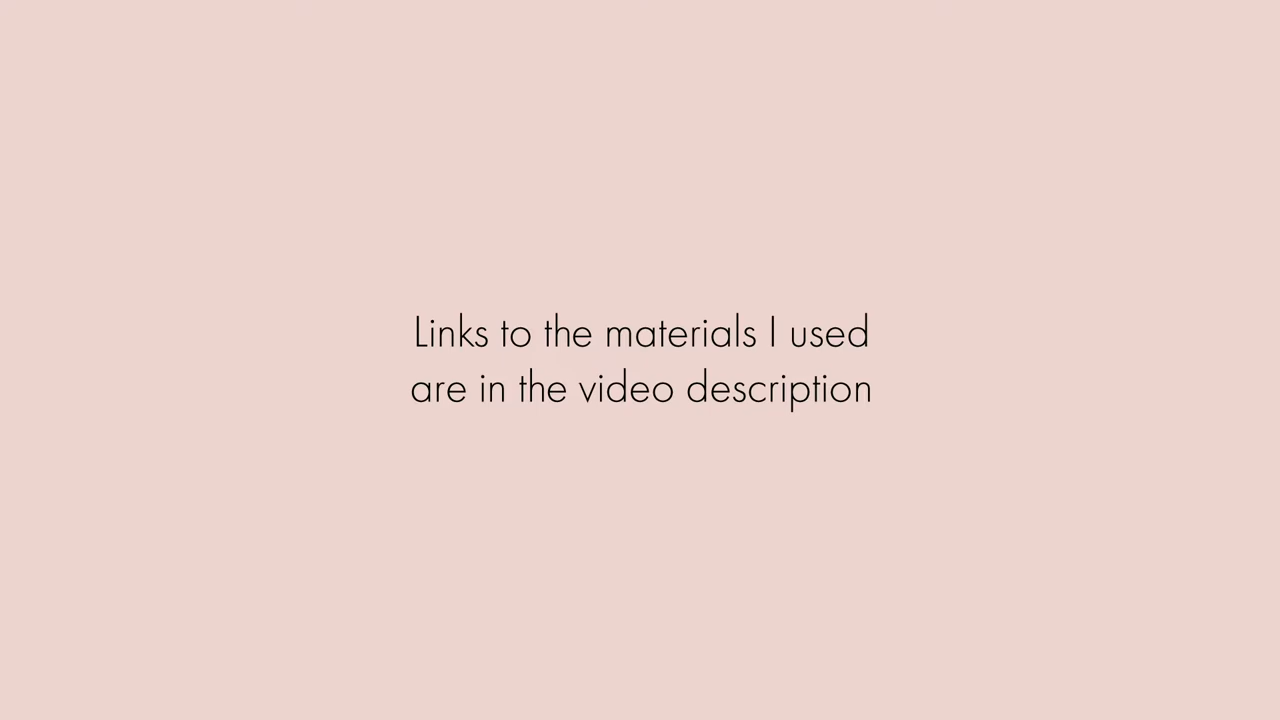 Links to the materials I used
are in the video description